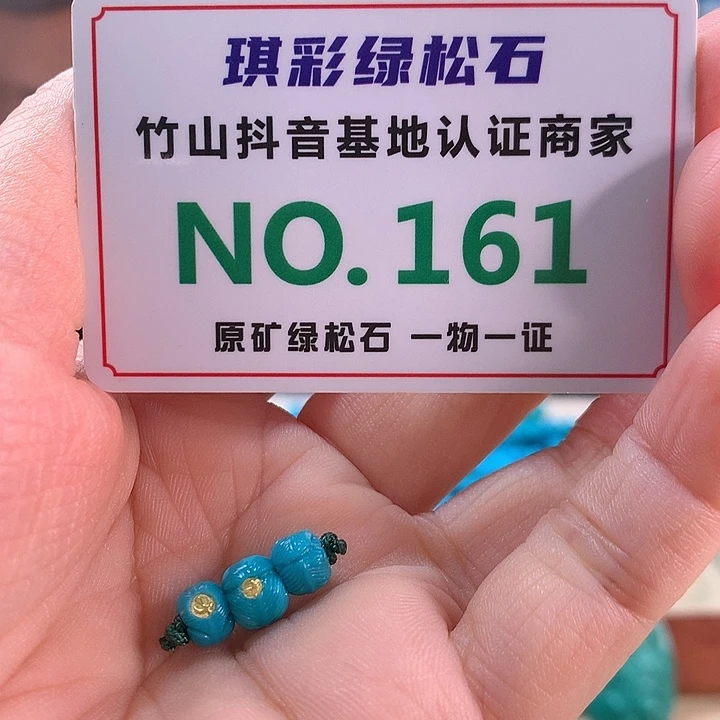 琪彩绿松石
竹山抖音基地认证商家
NO.161
原矿绿松石 一物一证